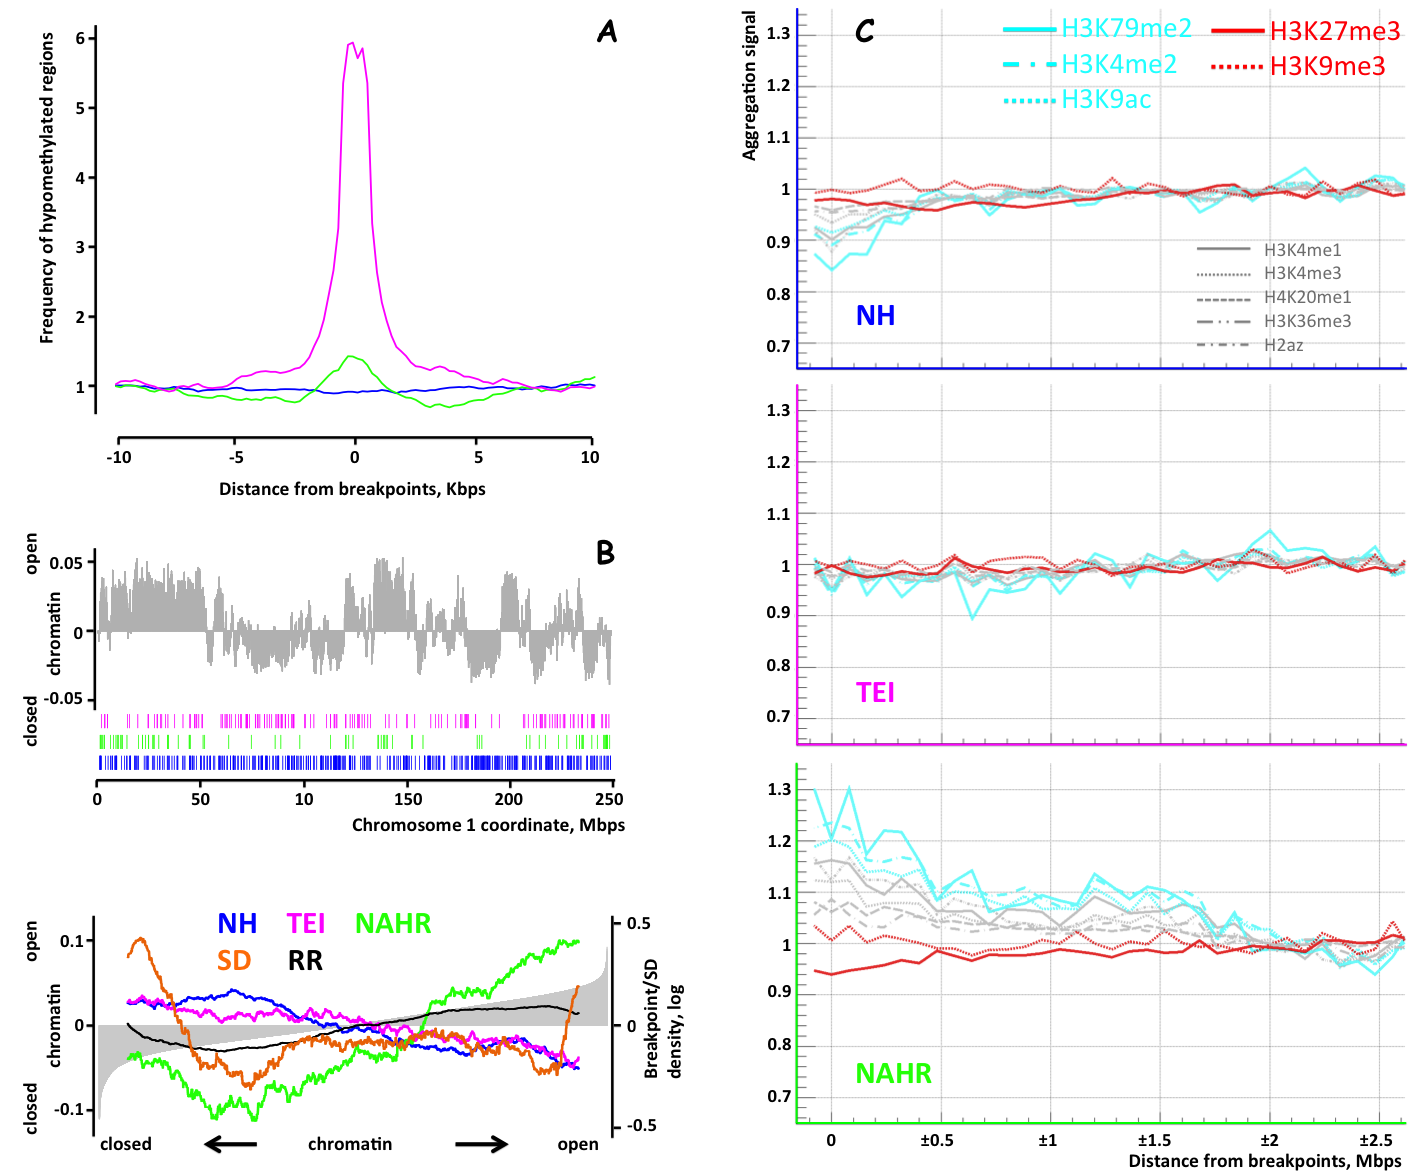 A
Frequency of hypomethylated regions
6
5
4
3
2
1
-10
-5
0
5
10
Distance from breakpoints, Kbps
B
open
chromatin
closed
0.05
0
-0.05
0
50
10
150
200
250
Chromosome 1 coordinate, Mbps
open
chromatin
closed
0.1
0
-0.1
NH TEI NAHR
SD RR
0.5
0
-0.5
Breakpoint/SD
density, log
closed
chromatin
open
C
Aggregation signal
H3K79me2
H3K4me2
H3K9ac
H3K27me3
H3K9me3
1.3
1.2
1.1
1
0.9
0.8
0.7
H3K4me1
H3K4me3
H4K20me1
H3K36me3
H2az
NH
1.3
1.2
1.1
1
0.9
0.8
0.7
TEI
1.3
1.2
1.1
1
0.9
0.8
0.7
NAHR
0
±0.5
±1
±1.5
±2
±2.5
Distance from breakpoints, Mbps